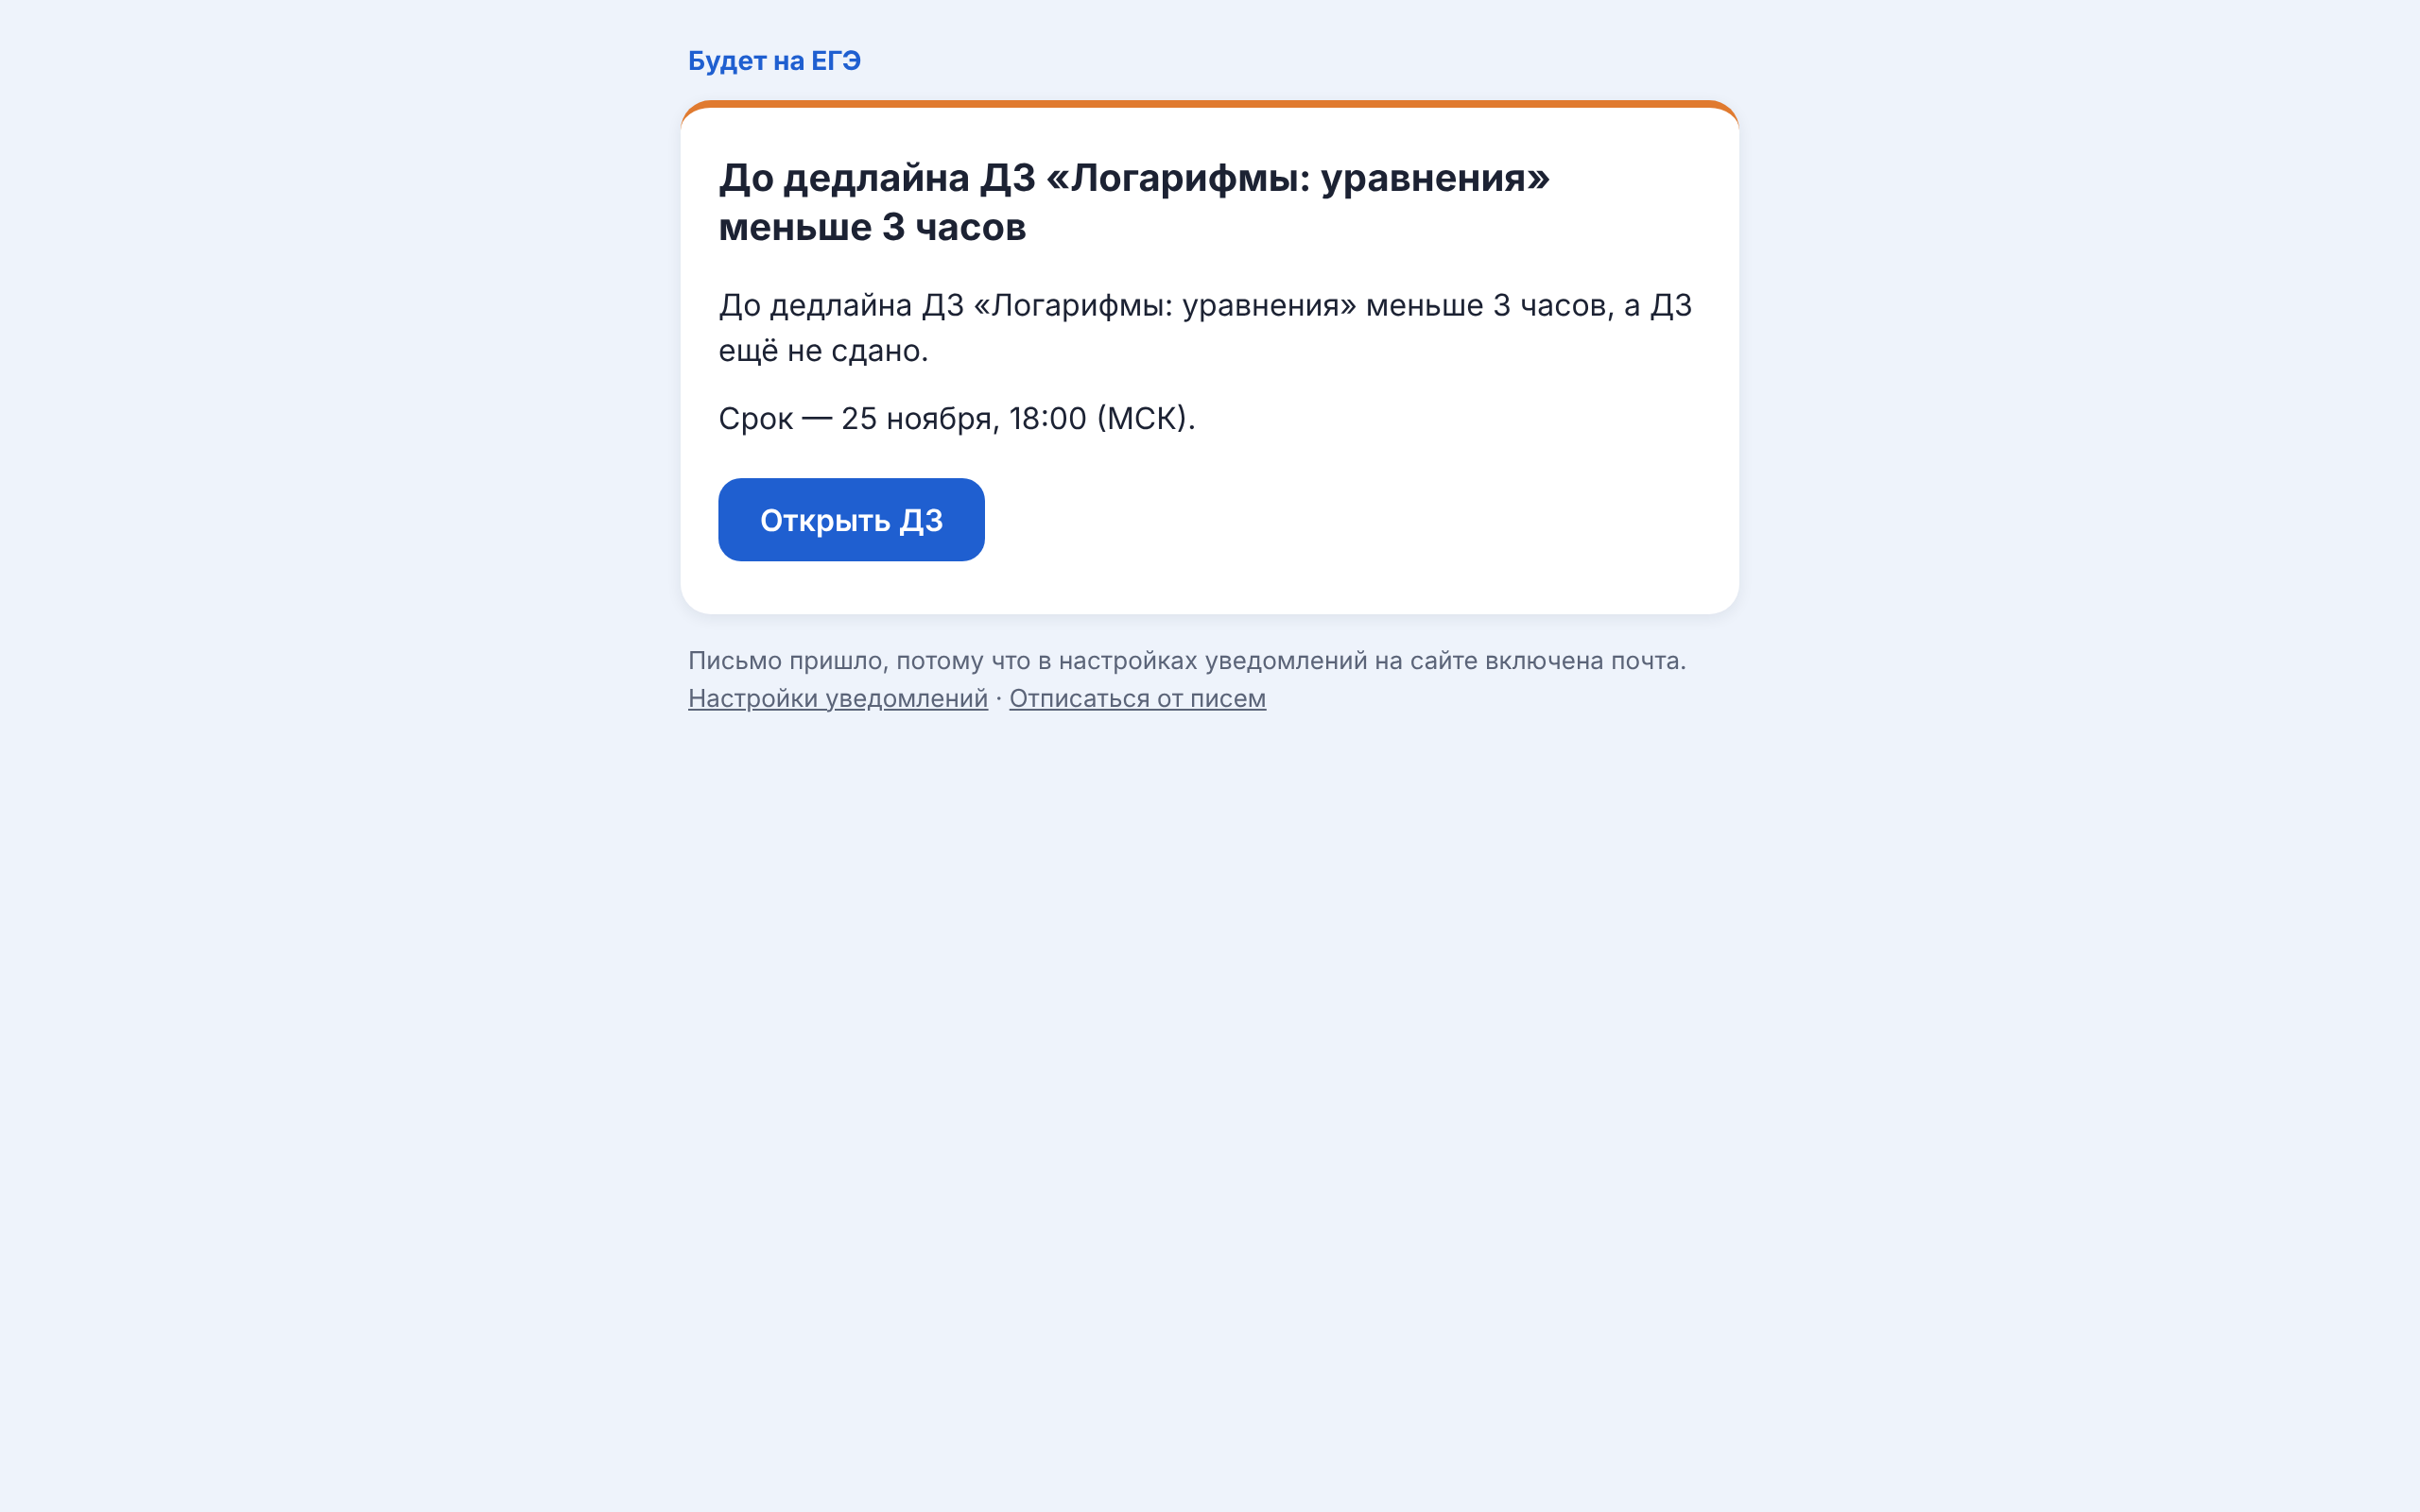 Будет на ЕГЭ
До дедлайна ДЗ «Логарифмы: уравнения»
меньше 3 часов
До дедлайна ДЗ «Логарифмы: уравнения» меньше 3 часов, а ДЗ
ещё не сдано.
Срок — 25 ноября, 18:00 (МСК).
Открыть ДЗ
Письмо пришло, потому что в настройках уведомлений на сайте включена почта.
Настройки уведомлений · Отписаться от писем